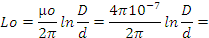 Lo = μo/2π ln D/d = 4π10⁻⁷/2π ln D/d =